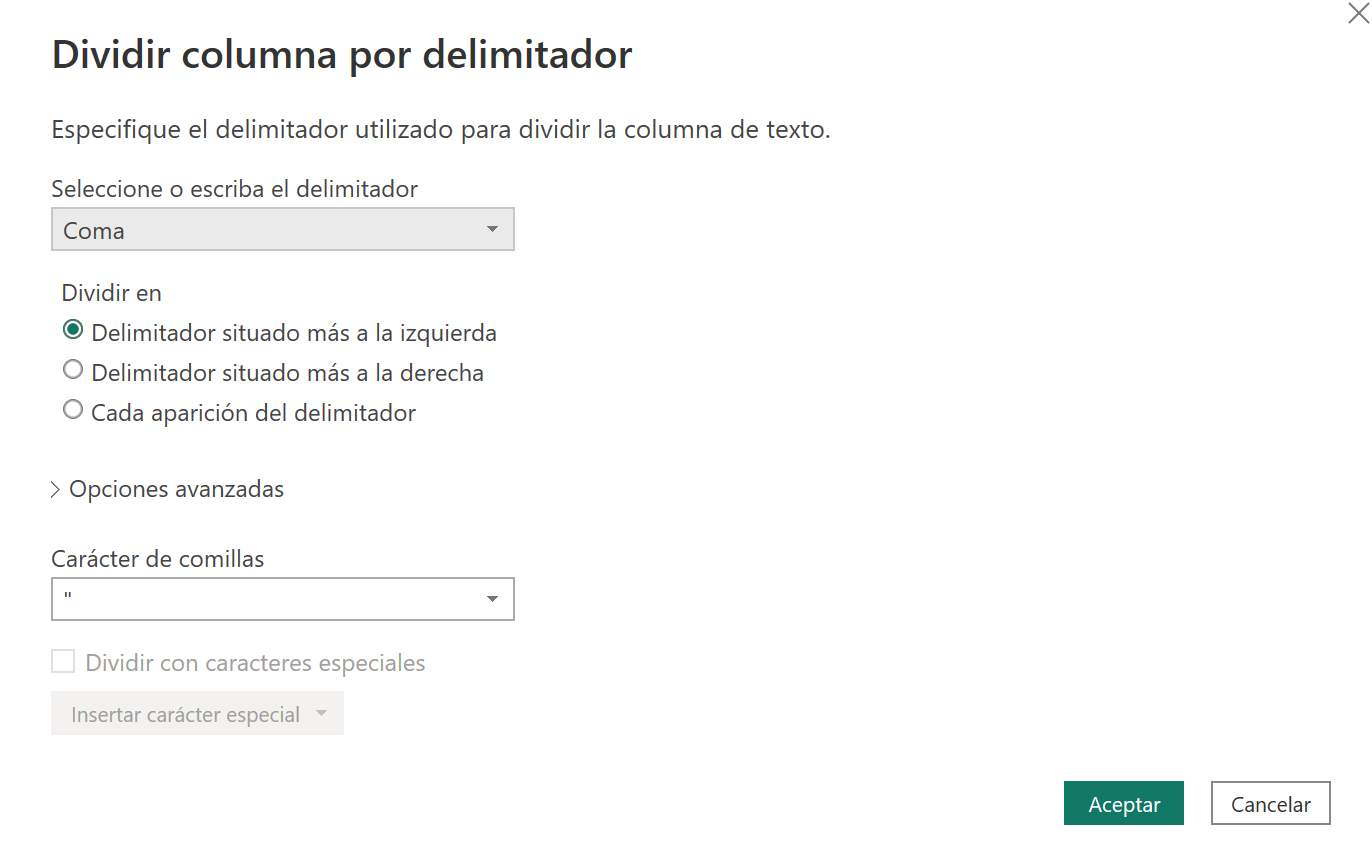 Dividir columna por delimitador
Especifique el delimitador utilizado para dividir la columna de texto.
Seleccione o escriba el delimitador
Coma
Dividir en
Delimitador situado más a la izquierda
Delimitador situado más a la derecha
Cada aparición del delimitador
Opciones avanzadas
Carácter de comillas
"
Dividir con caracteres especiales
Insertar carácter especial
Aceptar
Cancelar